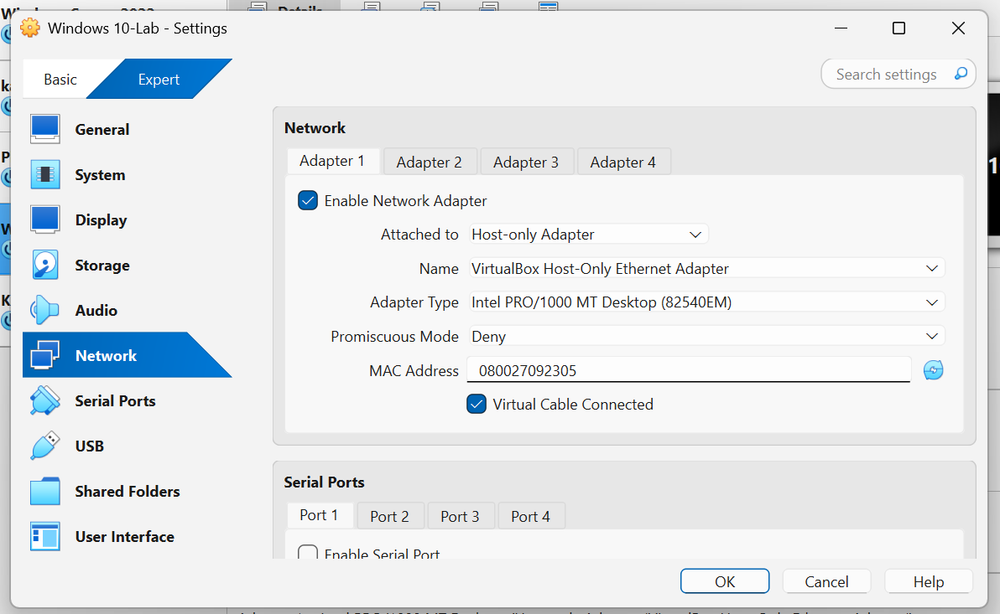 Details
Windows 10-Lab - Settings
Basic
Expert
Search settings
General
System
Display
Storage
Audio
Network
Serial Ports
USB
Shared Folders
User Interface
Network
Adapter 1
Adapter 2
Adapter 3
Adapter 4
Enable Network Adapter
Attached to Host-only Adapter
Name VirtualBox Host-Only Ethernet Adapter
Adapter Type Intel PRO/1000 MT Desktop (82540EM)
Promiscuous Mode Deny
MAC Address 080027092305
Virtual Cable Connected
Serial Ports
Port 1
Port 2
Port 3
Port 4
Enable Serial Port
OK
Cancel
Help